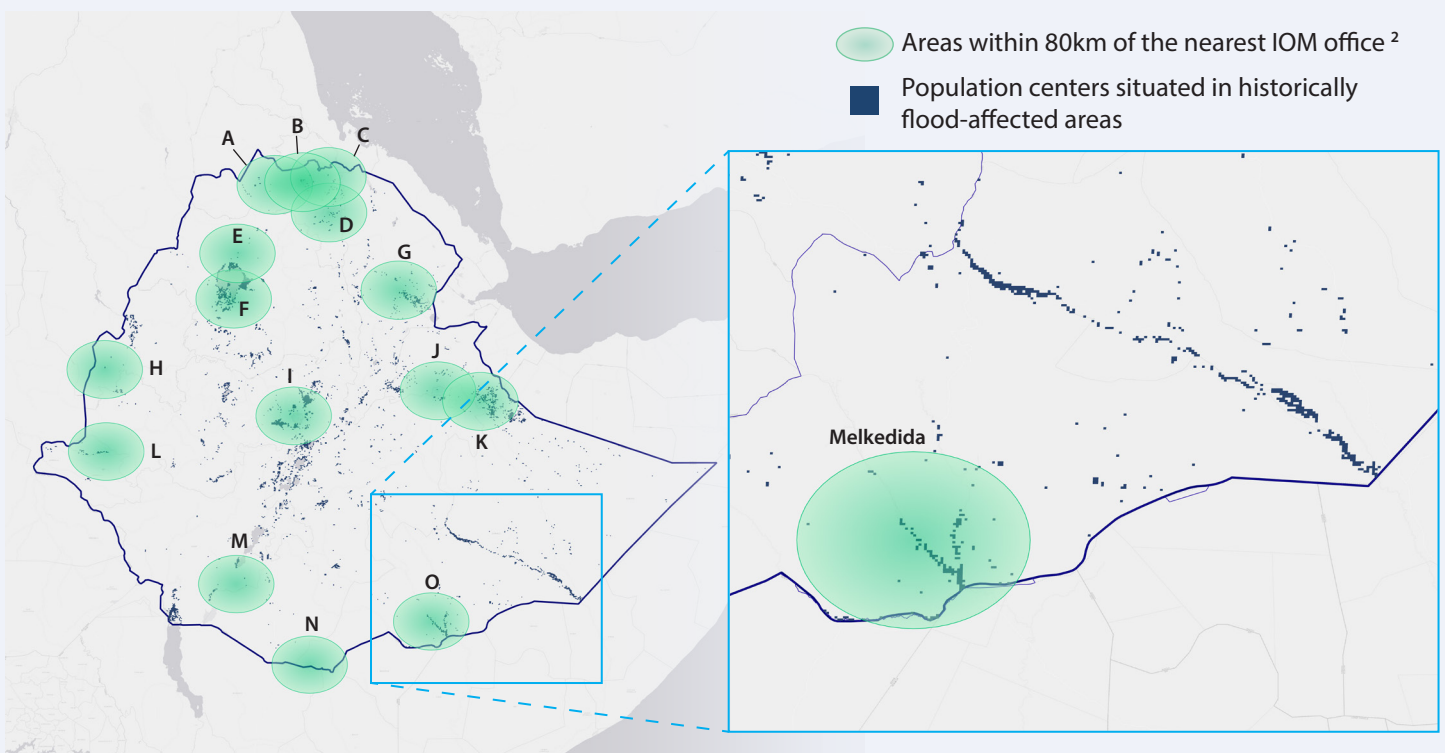 Areas within 80km of the nearest IOM office ²
Population centers situated in historically
flood-affected areas
A
B
C
D
E
F
G
H
I
J
K
L
M
N
O
Melkedida